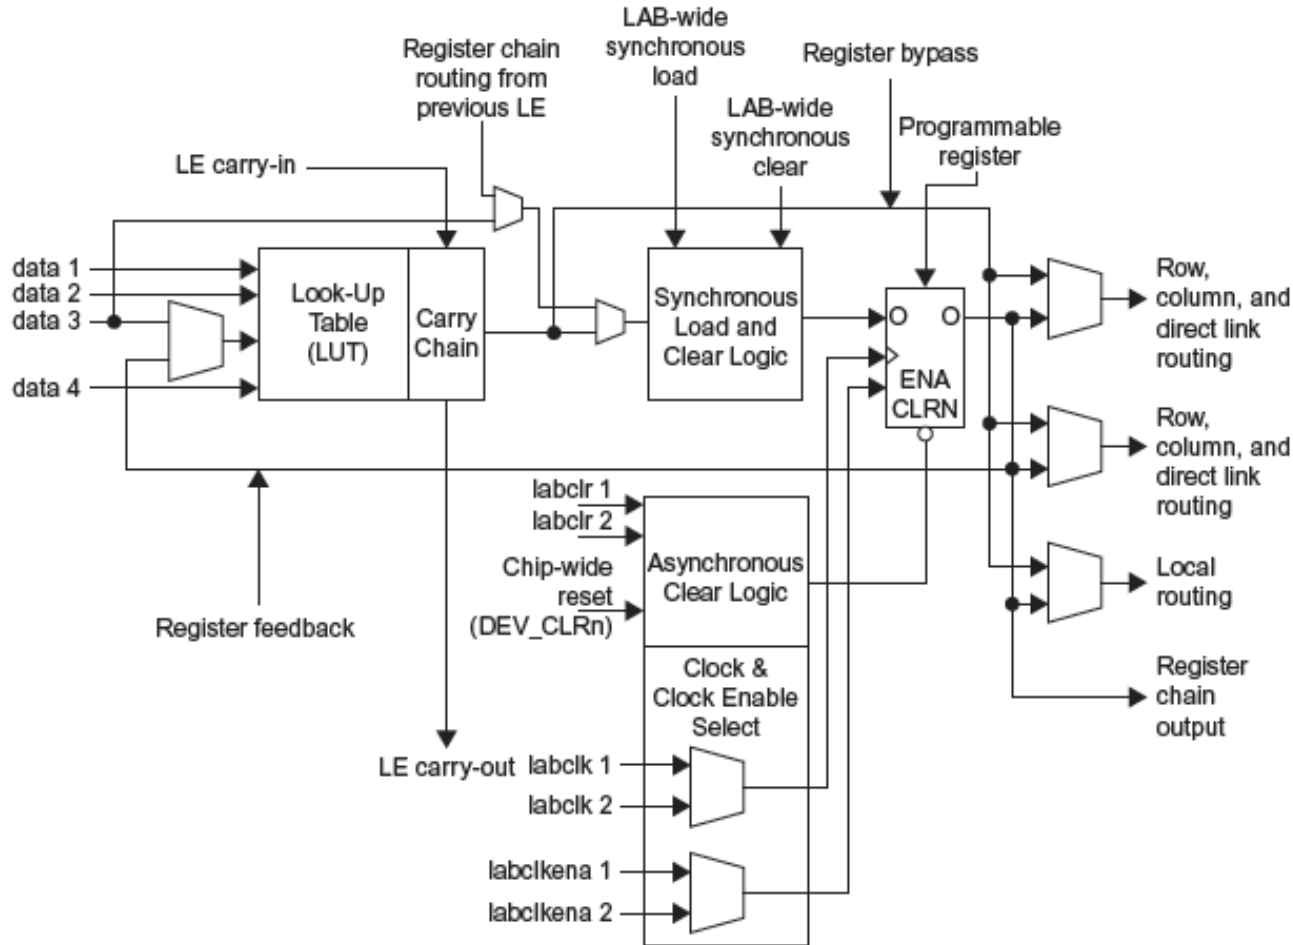 LAB-wide
synchronous
load
Register chain
routing from
previous LE
Register bypass
LAB-wide
synchronous
clear
Programmable
register
LE carry-in
data 1
data 2
data 3
data 4
Look-Up
Table
(LUT)
Carry
Chain
Synchronous
Load and
Clear Logic
O O
ENA
CLRN
Row,
column, and
direct link
routing
Row,
column, and
direct link
routing
Local
routing
Register
chain
output
Register feedback
labclr 1
labclr 2
Chip-wide
reset
(DEV_CLRn)
Asynchronous
Clear Logic
Clock &
Clock Enable
Select
LE carry-out
labclk 1
labclk 2
labclkena 1
labclkena 2